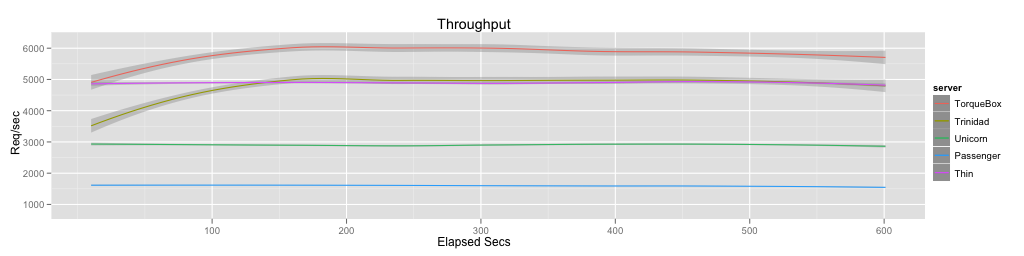 Throughput
Req/sec
6000
5000
4000
3000
2000
1000
100 200 300 400 500 600
Elapsed Secs
server
TorqueBox
Trinidad
Unicorn
Passenger
Thin